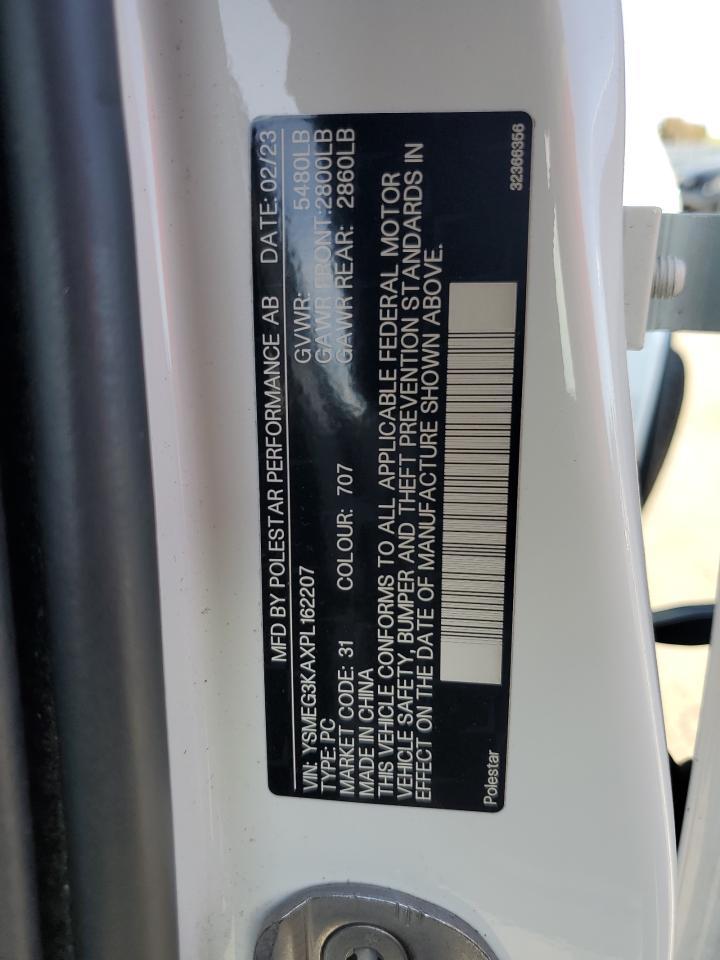 MFD BY POLESTAR PERFORMANCE AB DATE: 02/23
VIN: YSMEG3KAXPL162207 GVWR: 5480LB
TYPE: PC GAWR FRONT: 2800LB
MARKET CODE: 31 COLOUR: 707 GAWR REAR: 2860LB
MADE IN CHINA
THIS VEHICLE CONFORMS TO ALL APPLICABLE FEDERAL MOTOR
VEHICLE SAFETY, BUMPER AND THEFT PREVENTION STANDARDS IN
EFFECT ON THE DATE OF MANUFACTURE SHOWN ABOVE.
Polestar 32366356